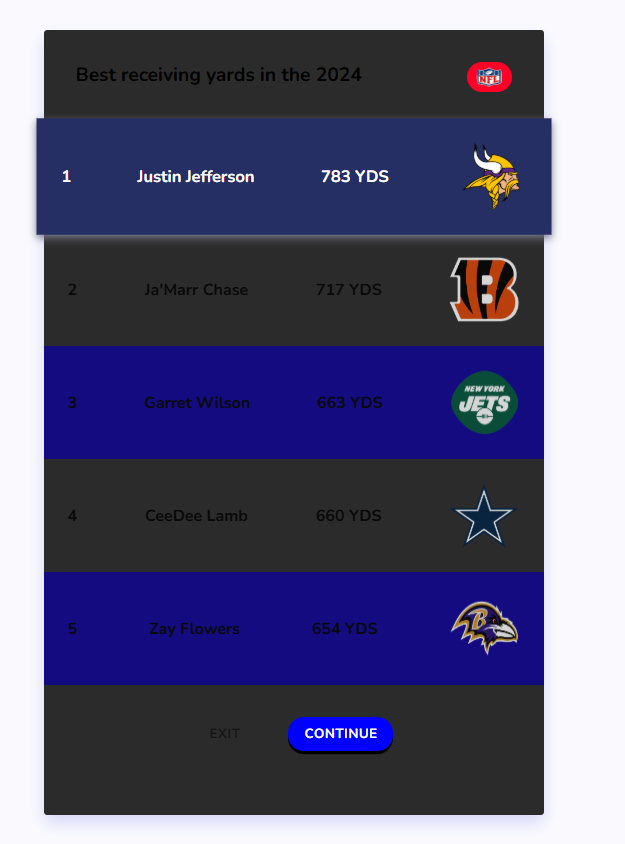 Best receiving yards in the 2024
NFL
1 Justin Jefferson 783 YDS
2 Ja'Marr Chase 717 YDS
B
3 Garret Wilson 663 YDS
NEW YORK
JETS
4 CeeDee Lamb 660 YDS
5 Zay Flowers 654 YDS
B
EXIT CONTINUE